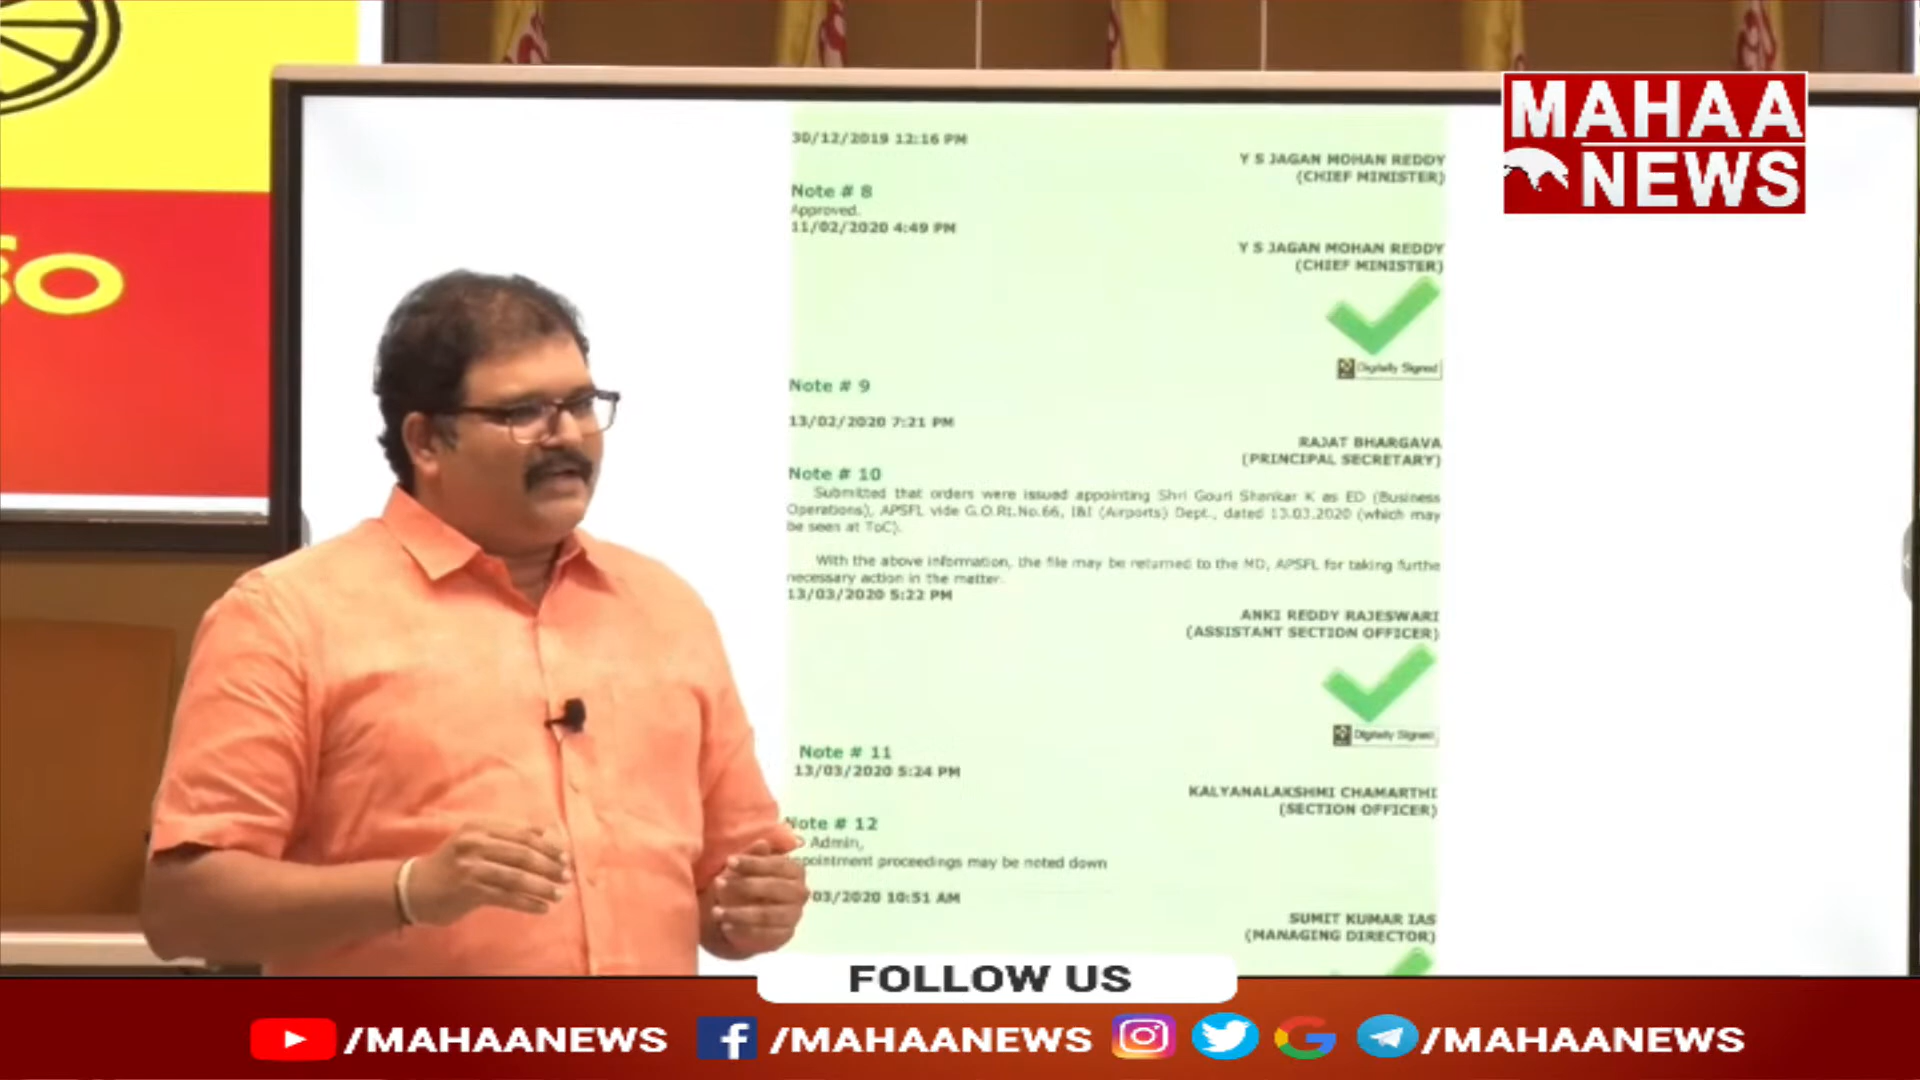 MAHAA
NEWS
30/12/2019 12:16 PM
Y S JAGAN MOHAN REDDY
(CHIEF MINISTER)
Note # 8
Approved.
11/02/2020 4:49 PM
Y S JAGAN MOHAN REDDY
(CHIEF MINISTER)
Digitally Signed
Note # 9
13/02/2020 7:21 PM
RAJAT BHARGAVA
(PRINCIPAL SECRETARY)
Note # 10
Submitted that orders were issued appointing Shri Gouri Shankar K as ED (Business
Operations), APSFL vide G.O.Rt.No.66, I&I (Airports) Dept., dated 13.03.2020 (which may
be seen at ToC).
With the above information, the file may be returned to the MD, APSFL for taking furthe
necessary action in the matter.
13/03/2020 5:22 PM
ANKI REDDY RAJESWARI
(ASSISTANT SECTION OFFICER)
Digitally Signed
Note # 11
13/03/2020 5:24 PM
KALYANALAKSHMI CHAMARTHI
(SECTION OFFICER)
Note # 12
Admin,
ppointment proceedings may be noted down
/03/2020 10:51 AM
SUMIT KUMAR IAS
(MANAGING DIRECTOR)
FOLLOW US
/MAHAANEWS /MAHAANEWS /MAHAANEWS